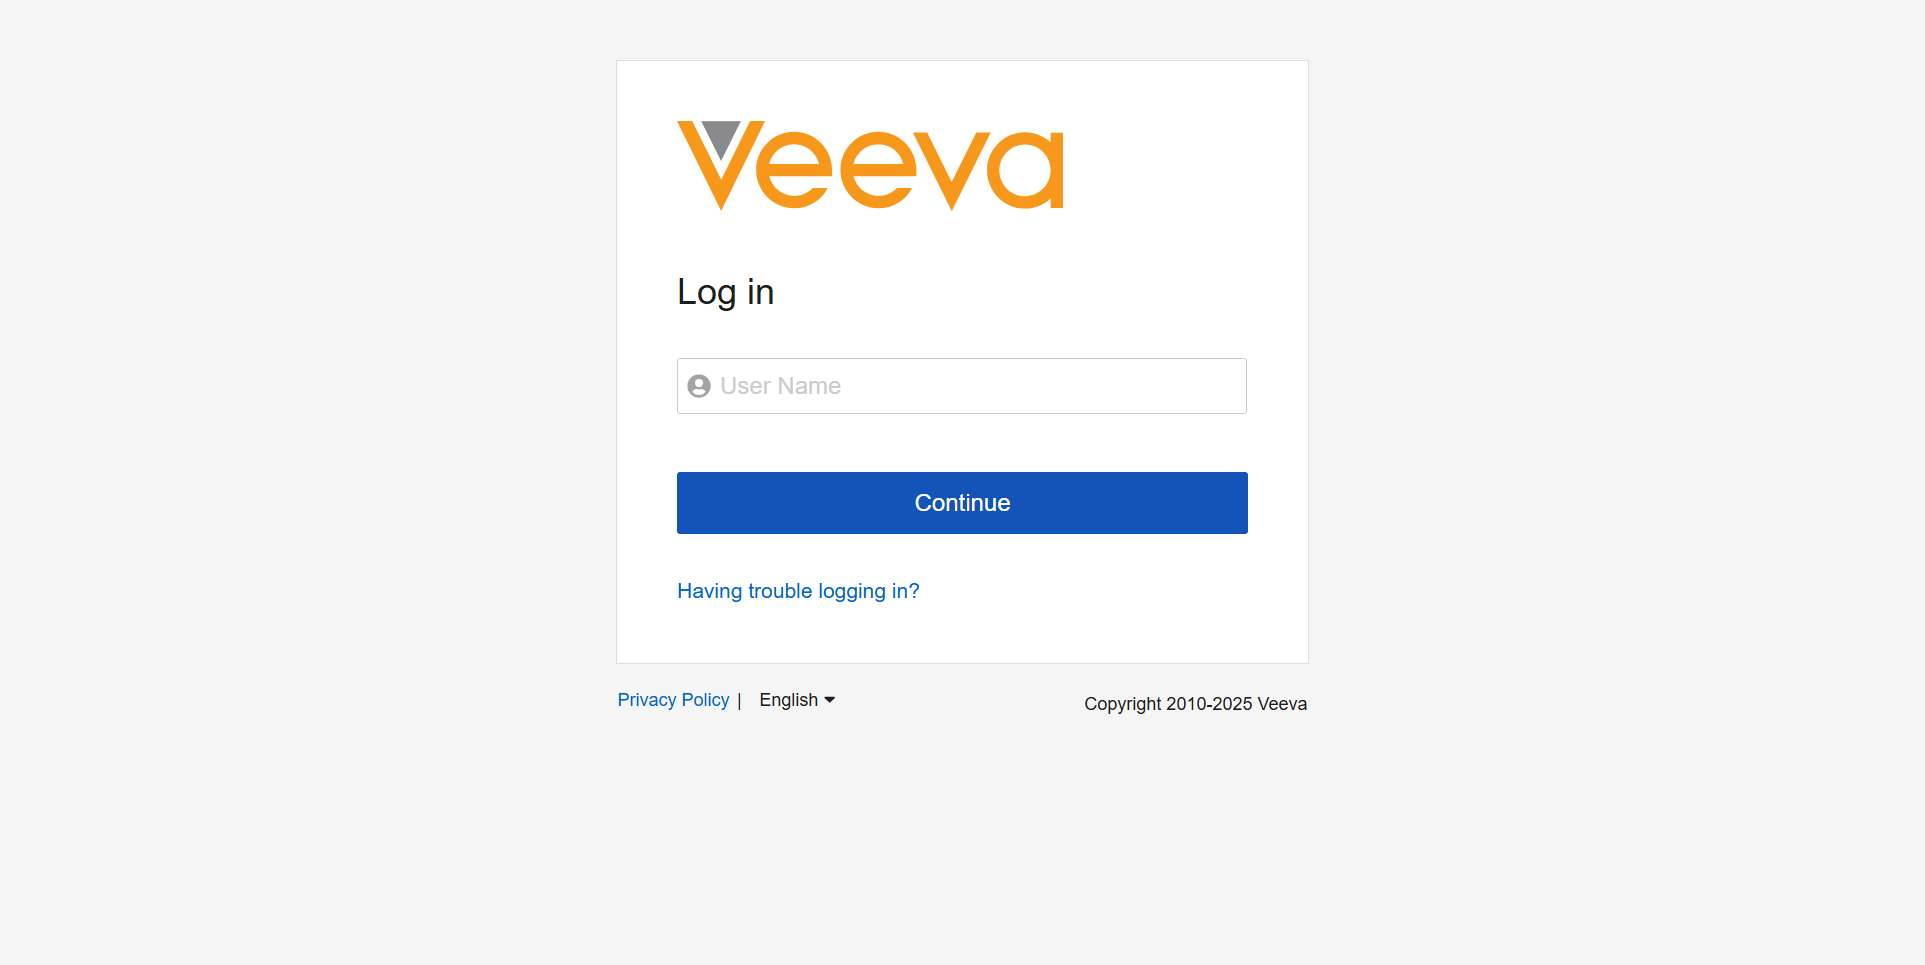 veeva
Log in
User Name
Continue
Having trouble logging in?
Privacy Policy | English
Copyright 2010-2025 Veeva